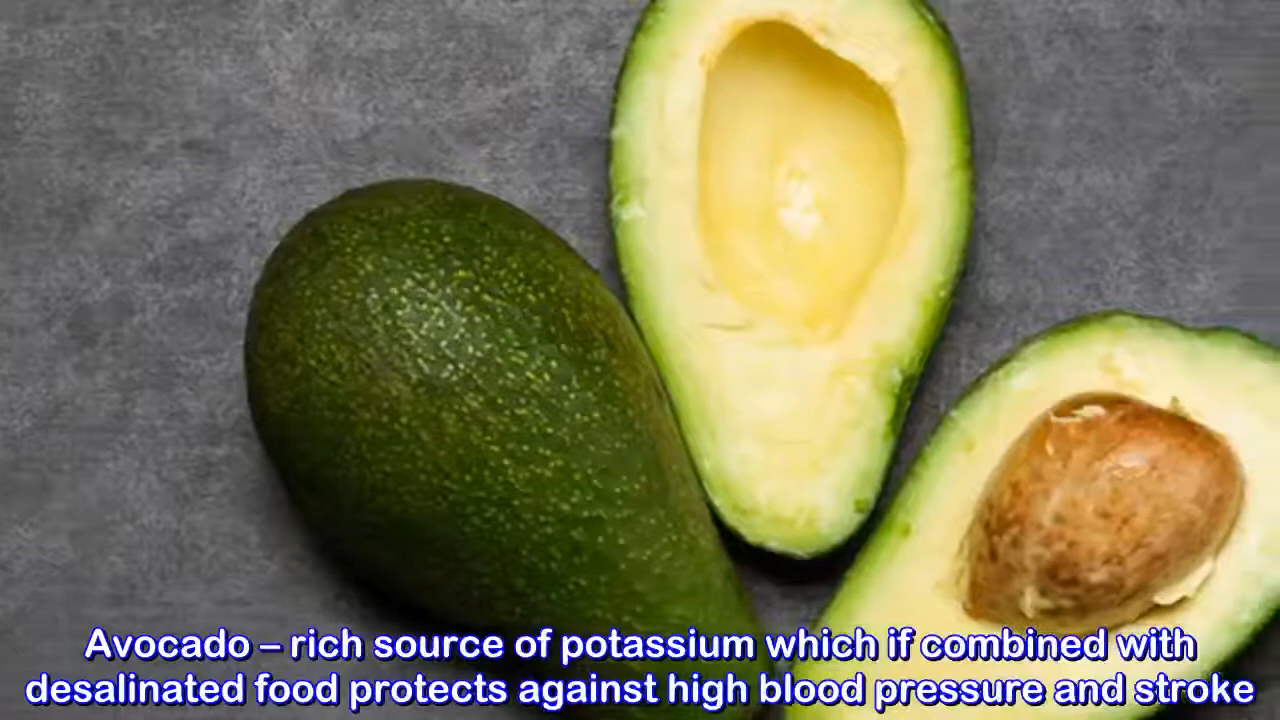 Avocado – rich source of potassium which if combined with
desalinated food protects against high blood pressure and stroke